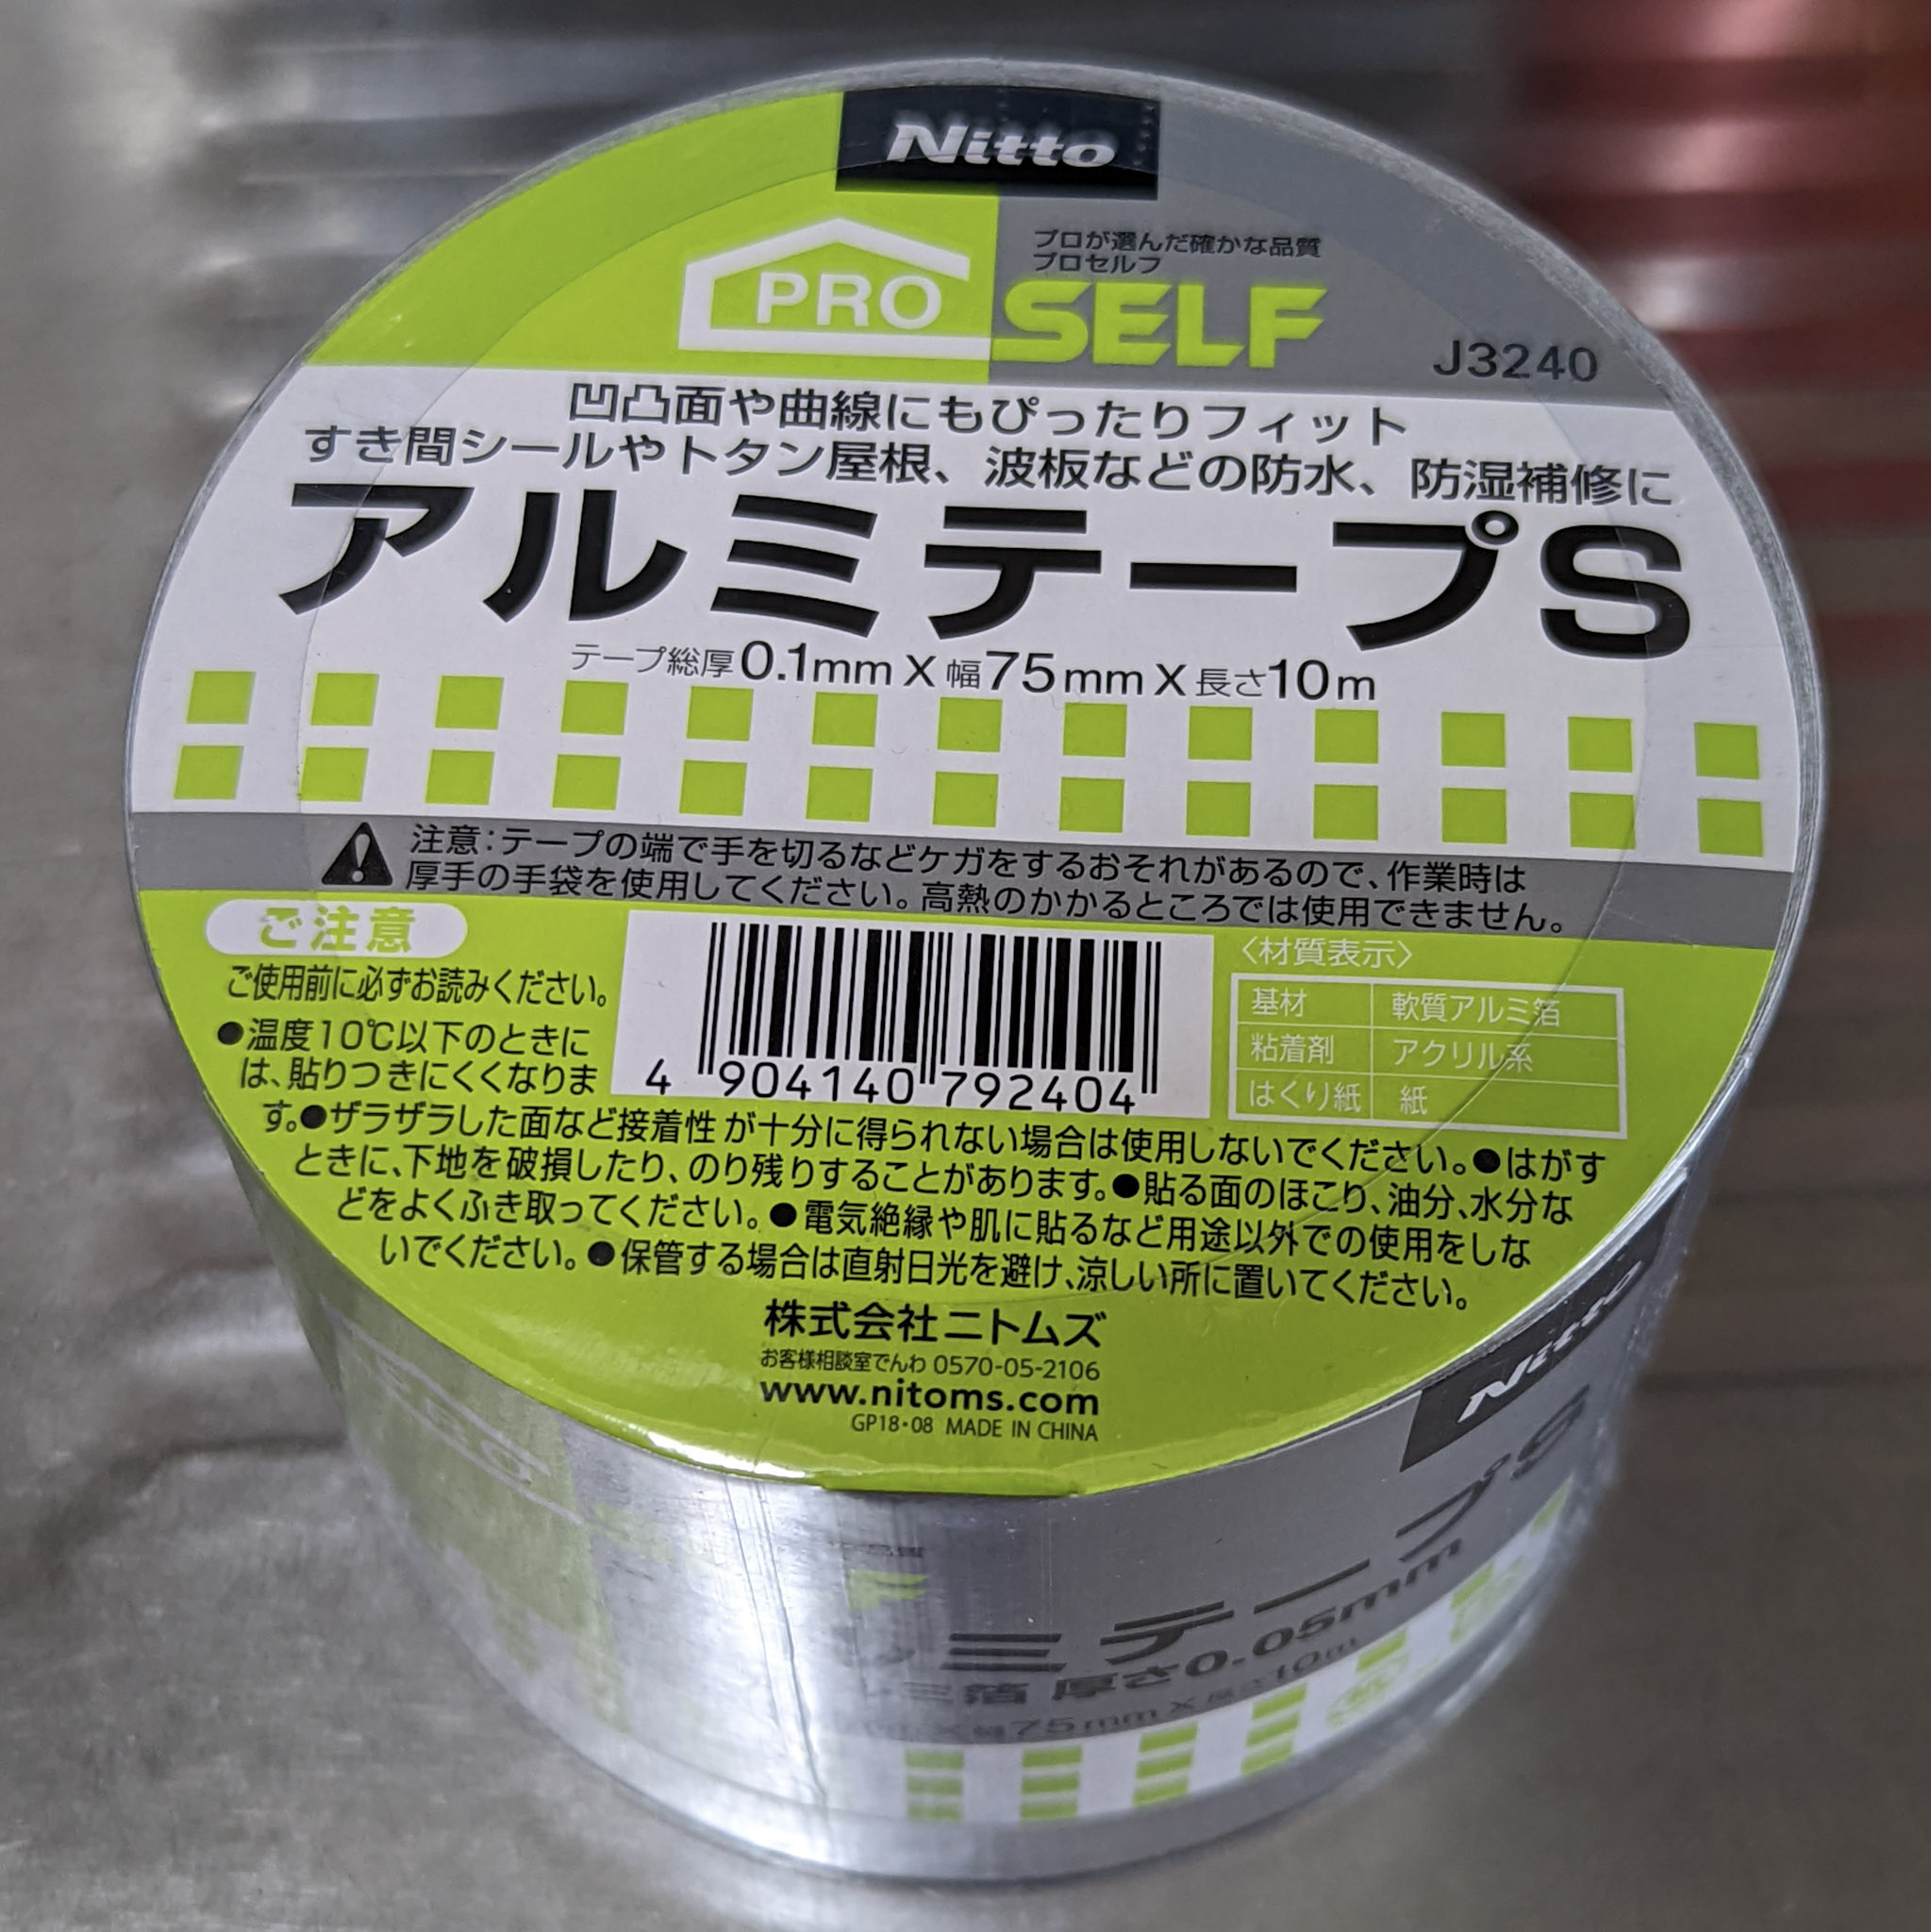 Nitto
プロが選んだ確かな品質
プロセルフ
PRO SELF
J3240
凹凸面や曲線にもぴったりフィット
すき間シールやトタン屋根、波板などの防水、防湿補修に
アルミテープS
テープ総厚0.1mm X 幅75mm X 長さ10m
注意:テープの端で手を切るなどケガをするおそれがあるので、作業時は
厚手の手袋を使用してください。高熱のかかるところでは使用できません。
ご注意
ご使用前に必ずお読みください。
●温度10℃以下のときに
は、貼りつきにくくなりま
す。●ザラザラした面など接着性が十分に得られない場合は使用しないでください。●はがす
ときに、下地を破損したり、のり残りすることがあります。●貼る面のほこり、油分、水分な
どをよくふき取ってください。●電気絶縁や肌に貼るなど用途以外での使用をしな
いでください。●保管する場合は直射日光を避け、涼しい所に置いてください。
4 904140 792404
〈材質表示〉
基材 軟質アルミ箔
粘着剤 アクリル系
はくり紙 紙
株式会社ニトムズ
お客様相談室でんわ 0570-05-2106
www.nitoms.com
GP18・08 MADE IN CHINA
Nitto
PRO
F
ミテープS
ミ箔 厚さ0.05mm
X 幅75mm X 長さ10m